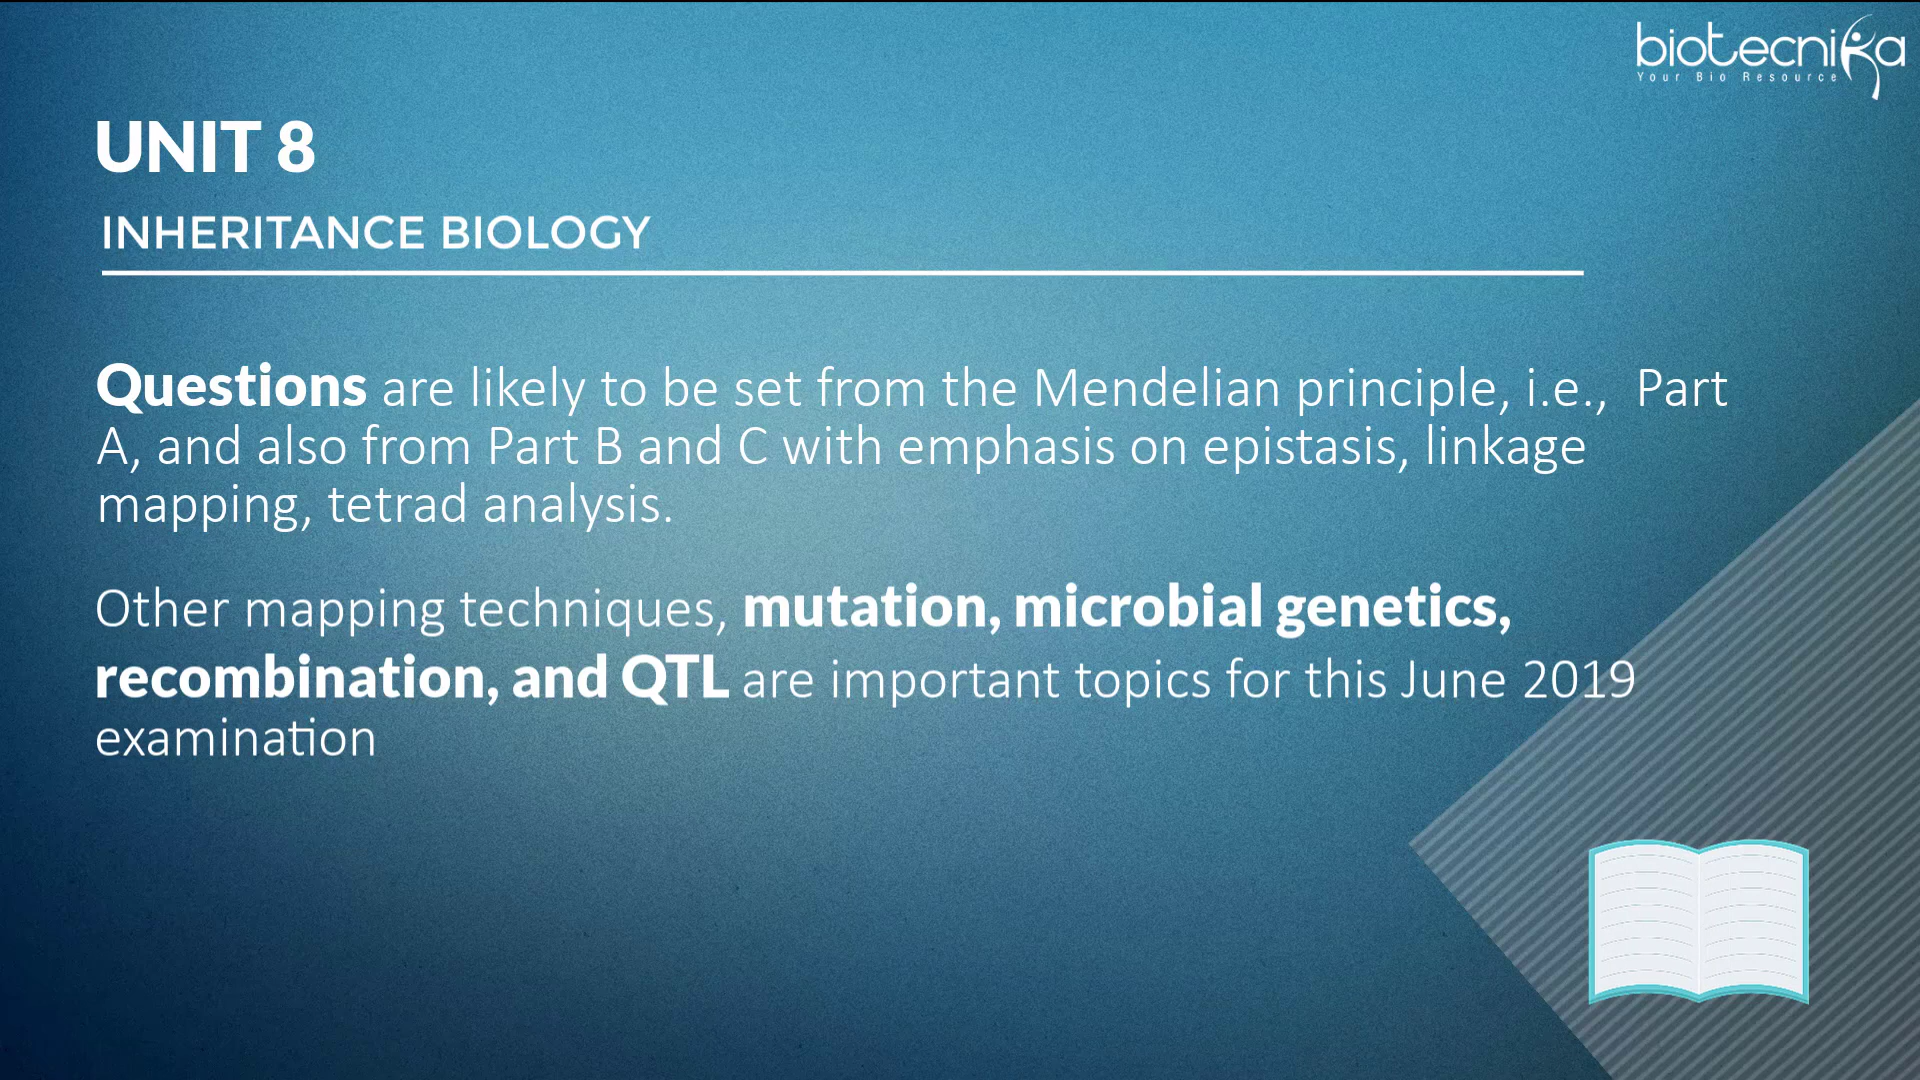 biotecnika
Your Bio Resource
UNIT 8
INHERITANCE BIOLOGY
Questions are likely to be set from the Mendelian principle, i.e., Part
A, and also from Part B and C with emphasis on epistasis, linkage
mapping, tetrad analysis.
Other mapping techniques, mutation, microbial genetics,
recombination, and QTL are important topics for this June 2019
examination